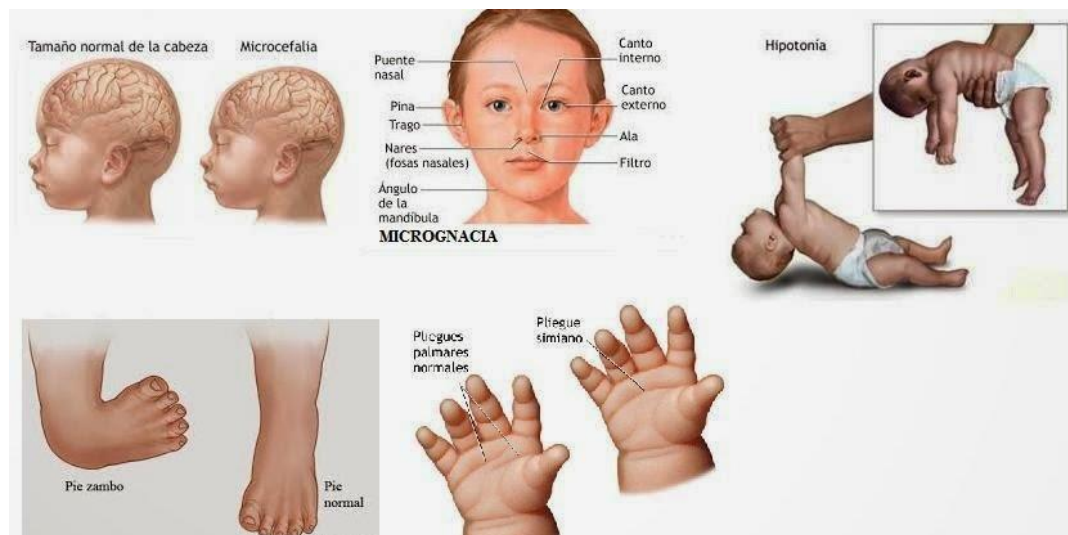 Tamaño normal de la cabeza
Microcefalia
Puente
nasal
Pina
Trago
Nares
(fosas nasales)
Ángulo
de la
mandíbula
MICROGNACIA
Canto
interno
Canto
externo
Ala
Filtro
Hipotonía
Pie zambo
Pie
normal
Pliegues
palmares
normales
Pliegue
simiano